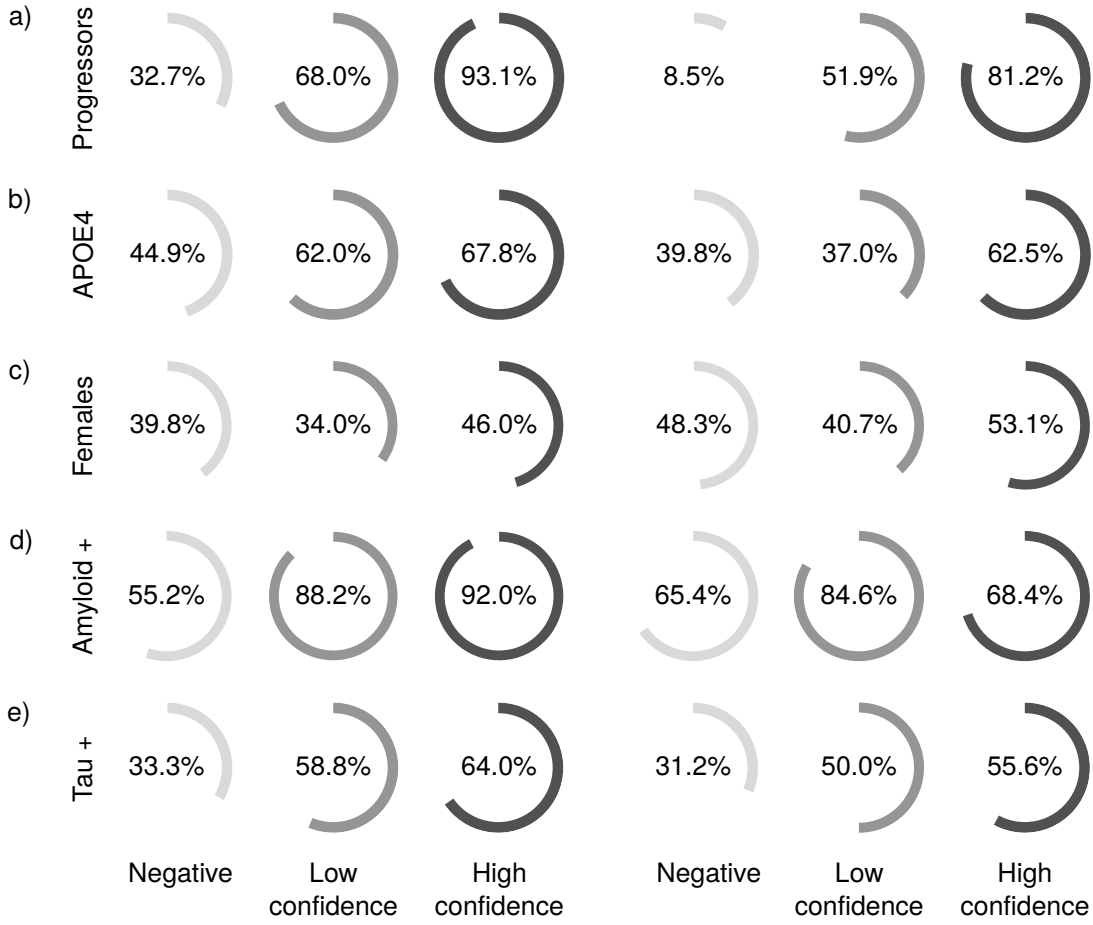 a) Progressors 32.7% 68.0% 93.1% 8.5% 51.9% 81.2%
b) APOE4 44.9% 62.0% 67.8% 39.8% 37.0% 62.5%
c) Females 39.8% 34.0% 46.0% 48.3% 40.7% 53.1%
d) Amyloid + 55.2% 88.2% 92.0% 65.4% 84.6% 68.4%
e) Tau + 33.3% 58.8% 64.0% 31.2% 50.0% 55.6%
Negative Low High Negative Low High
confidence confidence confidence confidence